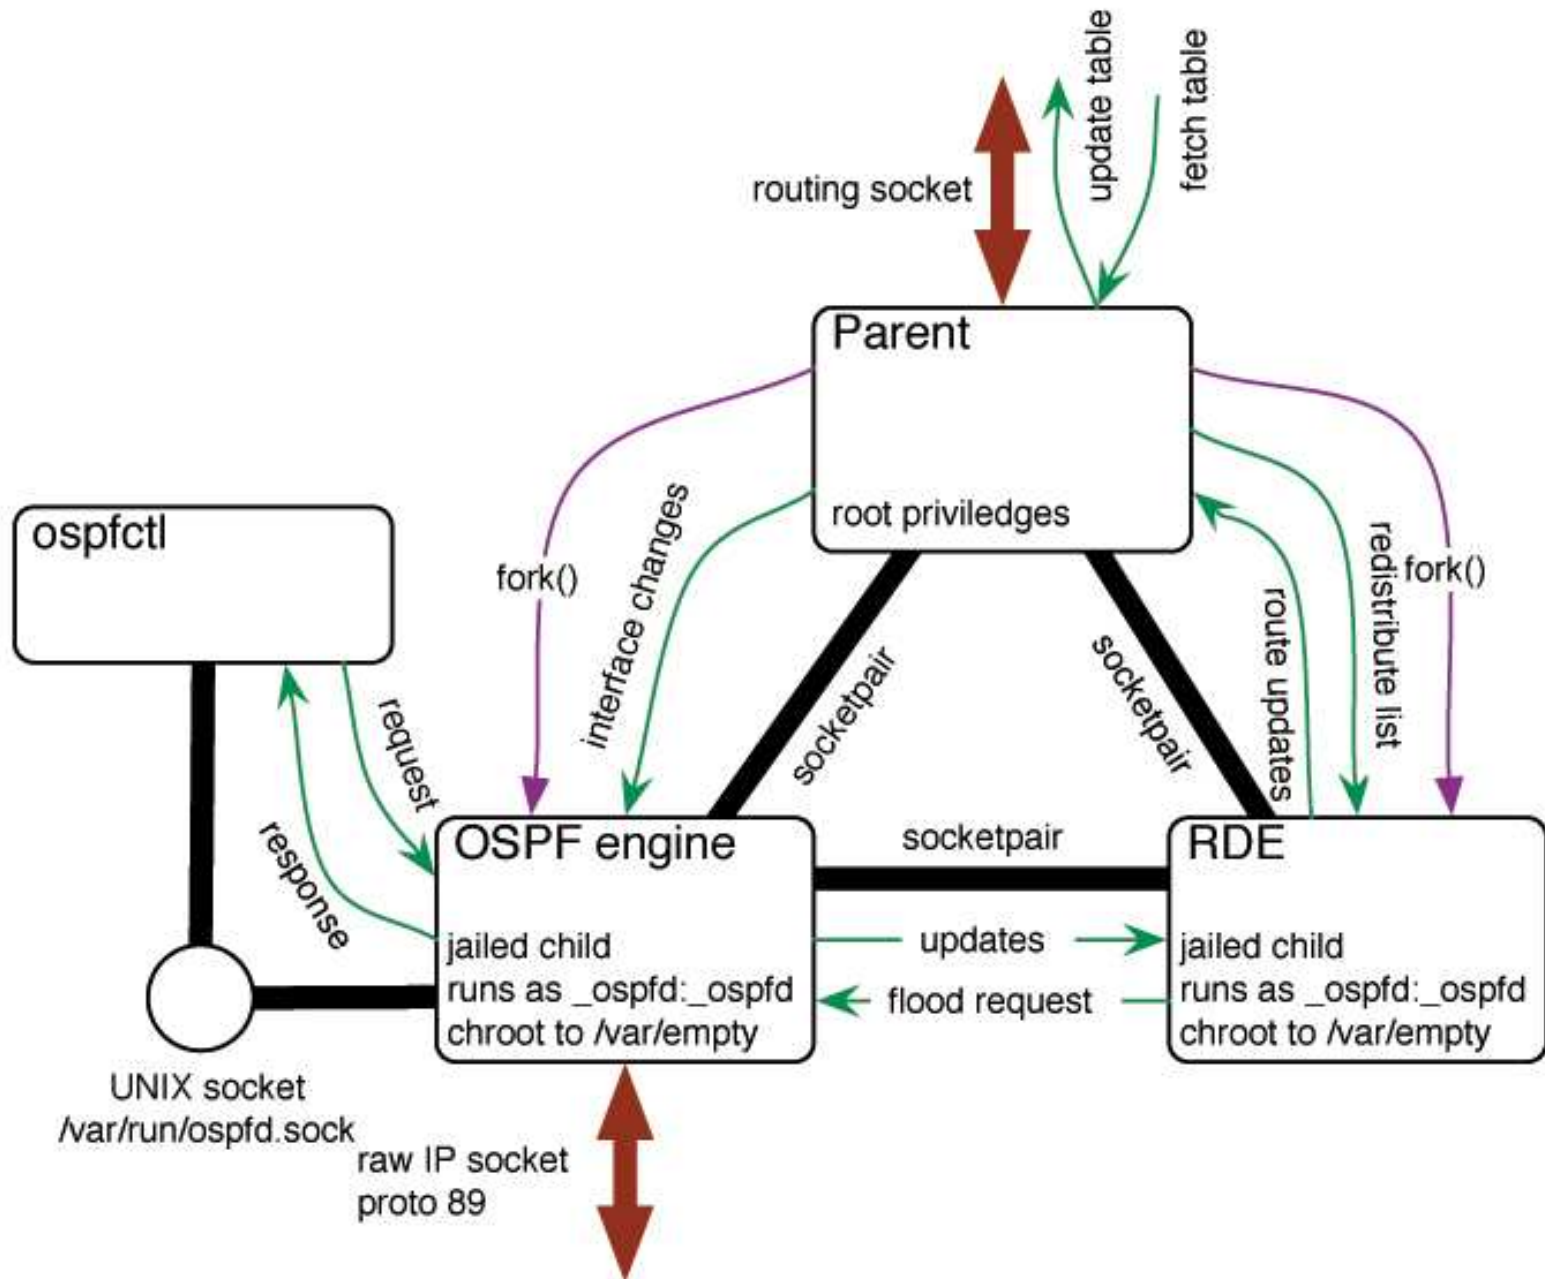 update table
fetch table
routing socket
Parent
root priviledges
ospfctl
fork()
interface changes
socketpair
socketpair
route updates
redistribute list
fork()
request
response
OSPF engine
jailed child
runs as _ospfd:_ospfd
chroot to /var/empty
socketpair
updates
flood request
RDE
jailed child
runs as _ospfd:_ospfd
chroot to /var/empty
UNIX socket
/var/run/ospfd.sock
raw IP socket
proto 89